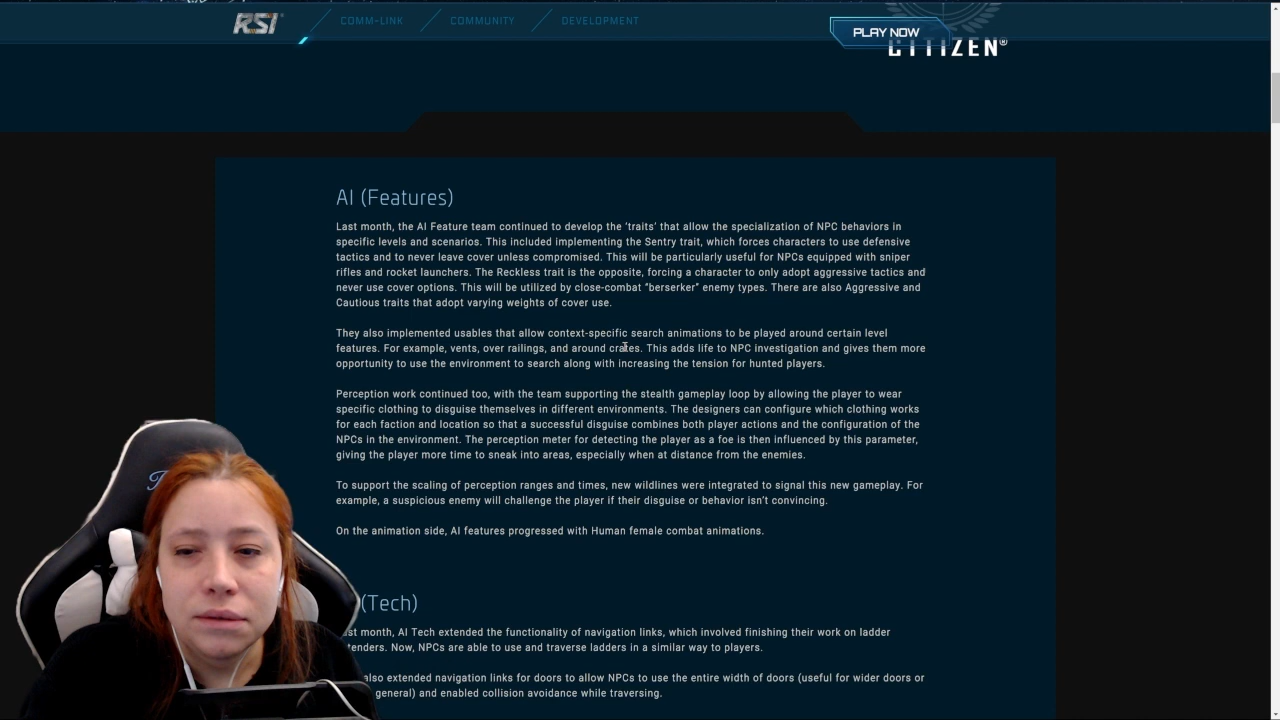 RSI®
COMM-LINK
COMMUNITY
DEVELOPMENT
PLAY NOW
CITIZEN®
AI (Features)
Last month, the AI Feature team continued to develop the 'traits' that allow the specialization of NPC behaviors in
specific levels and scenarios. This included implementing the Sentry trait, which forces characters to use defensive
tactics and to never leave cover unless compromised. This will be particularly useful for NPCs equipped with sniper
rifles and rocket launchers. The Reckless trait is the opposite, forcing a character to only adopt aggressive tactics and
never use cover options. This will be utilized by close-combat "berserker" enemy types. There are also Aggressive and
Cautious traits that adopt varying weights of cover use.
They also implemented usables that allow context-specific search animations to be played around certain level
features. For example, vents, over railings, and around crates. This adds life to NPC investigation and gives them more
opportunity to use the environment to search along with increasing the tension for hunted players.
Perception work continued too, with the team supporting the stealth gameplay loop by allowing the player to wear
specific clothing to disguise themselves in different environments. The designers can configure which clothing works
for each faction and location so that a successful disguise combines both player actions and the configuration of the
NPCs in the environment. The perception meter for detecting the player as a foe is then influenced by this parameter,
giving the player more time to sneak into areas, especially when at distance from the enemies.
To support the scaling of perception ranges and times, new wildlines were integrated to signal this new gameplay. For
example, a suspicious enemy will challenge the player if their disguise or behavior isn't convincing.
On the animation side, AI features progressed with Human female combat animations.
(Tech)
ast month, AI Tech extended the functionality of navigation links, which involved finishing their work on ladder
tenders. Now, NPCs are able to use and traverse ladders in a similar way to players.
also extended navigation links for doors to allow NPCs to use the entire width of doors (useful for wider doors or
general) and enabled collision avoidance while traversing.